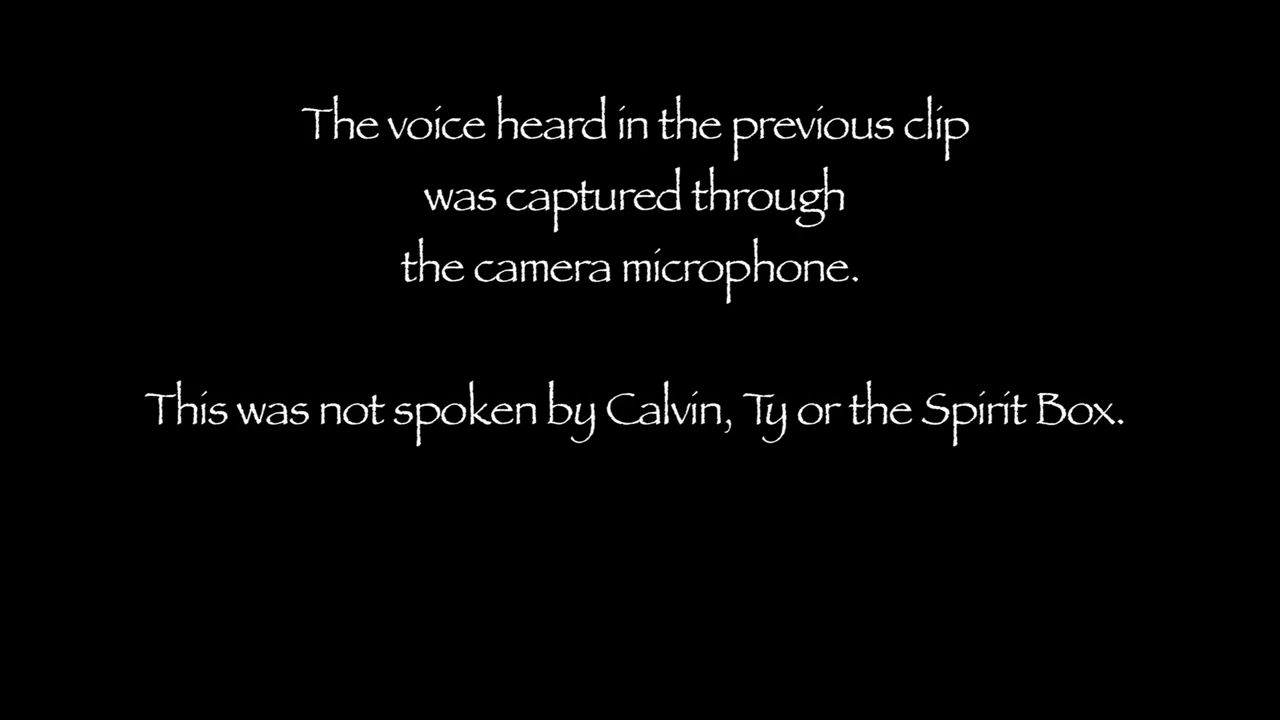 The voice heard in the previous clip
was captured through
the camera microphone.
This was not spoken by Calvin, Ty or the Spirit Box.